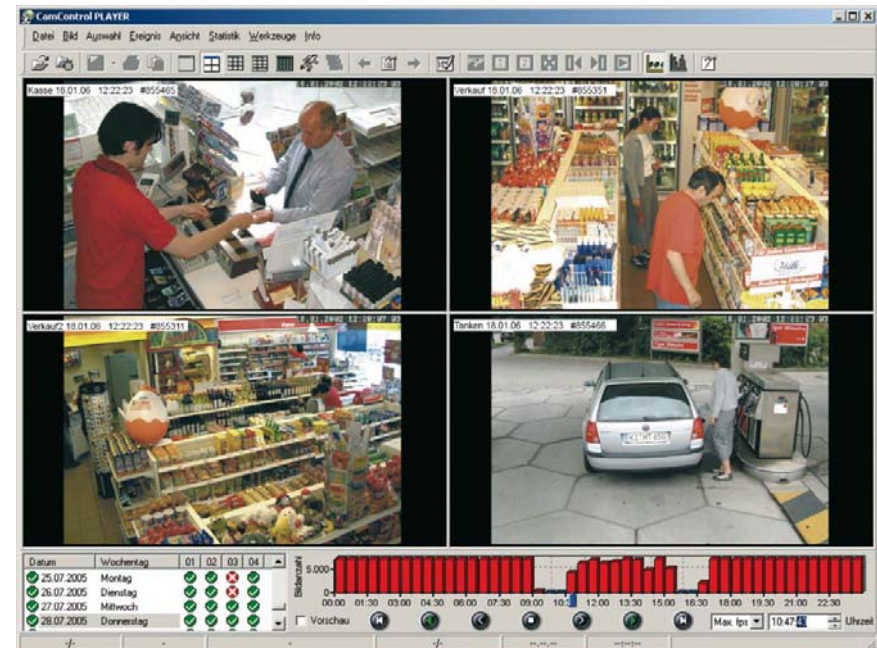 CamControl PLAYER
Datei Bild Auswahl Ereignis Ansicht Statistik Werkzeuge Info
Kasse 18.01.06 12:22:23 #855465
Verkauf 18.01.06 12:22:23 #855351
Verkauf2 18.01.06 12:22:23 #855311
Tanken 18.01.06 12:22:23 #855466
Datum Wochentag 01 02 03 04
25.07.2005 Montag
26.07.2005 Dienstag
27.07.2005 Mittwoch
28.07.2005 Donnerstag
Bildanzahl
5.000
0
00:00 01:30 03:00 04:30 06:00 07:30 09:00 12:00 13:30 15:00 16:30 18:00 19:30 21:00 22:30
Vorschau
Max. fps 10:47:43 Uhrzeit